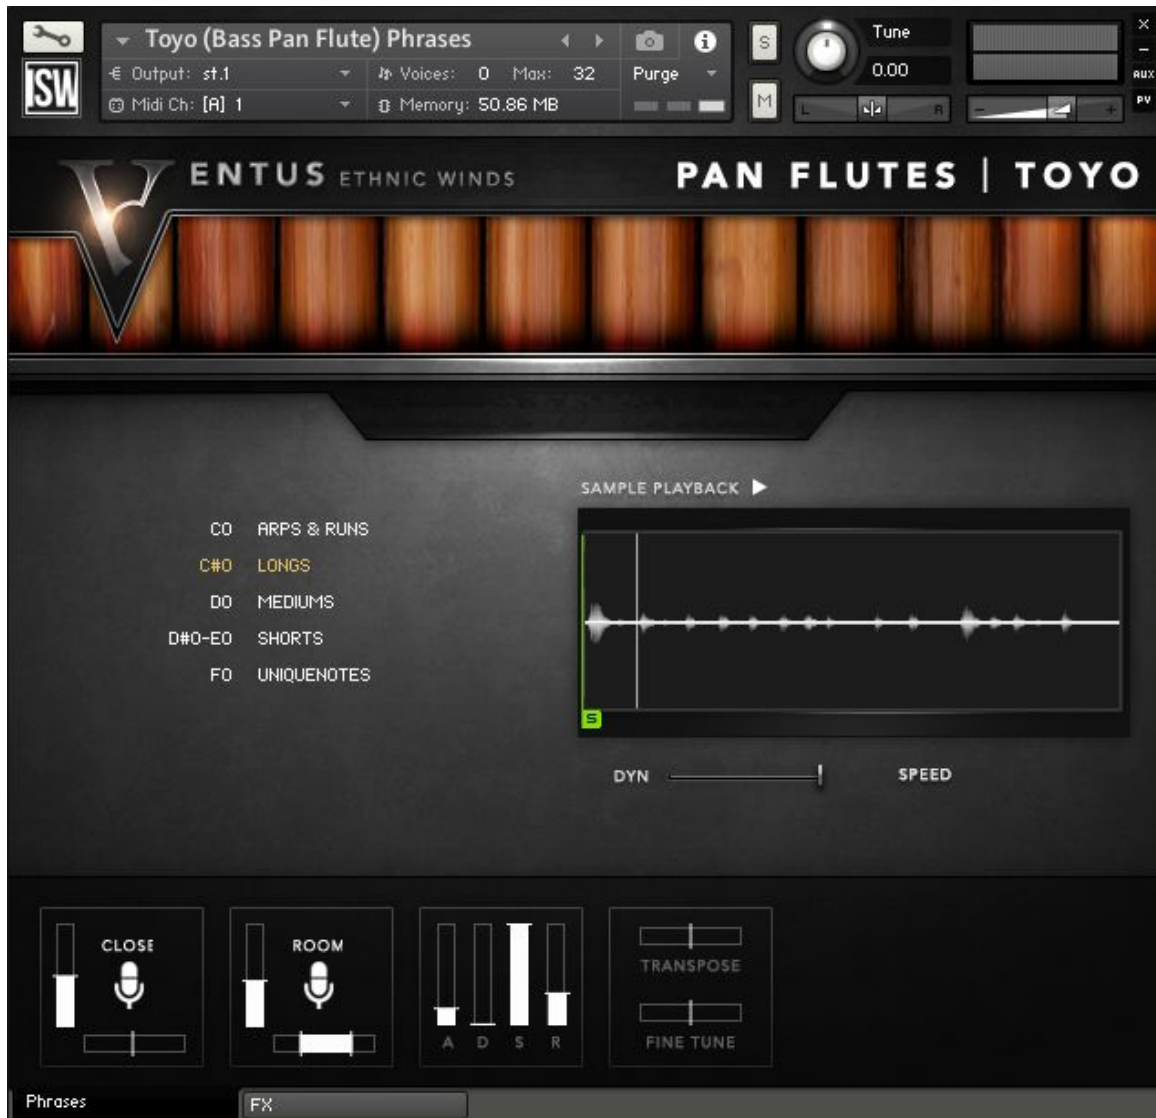 Toyo (Bass Pan Flute) Phrases
S
Tune
X
ISW
Output: st.1
Voices: 0 Max: 32
Purge
0.00
AUX
Midi Ch: [A] 1
Memory: 50.86 MB
M
L
R
PV
VENTUS ETHNIC WINDS
PAN FLUTES | TOYO
SAMPLE PLAYBACK
C0 ARPS & RUNS
C#0 LONGS
D0 MEDIUMS
D#0-E0 SHORTS
F0 UNIQUENOTES
S
DYN
SPEED
CLOSE
ROOM
A D S R
TRANSPOSE
FINE TUNE
Phrases
FX